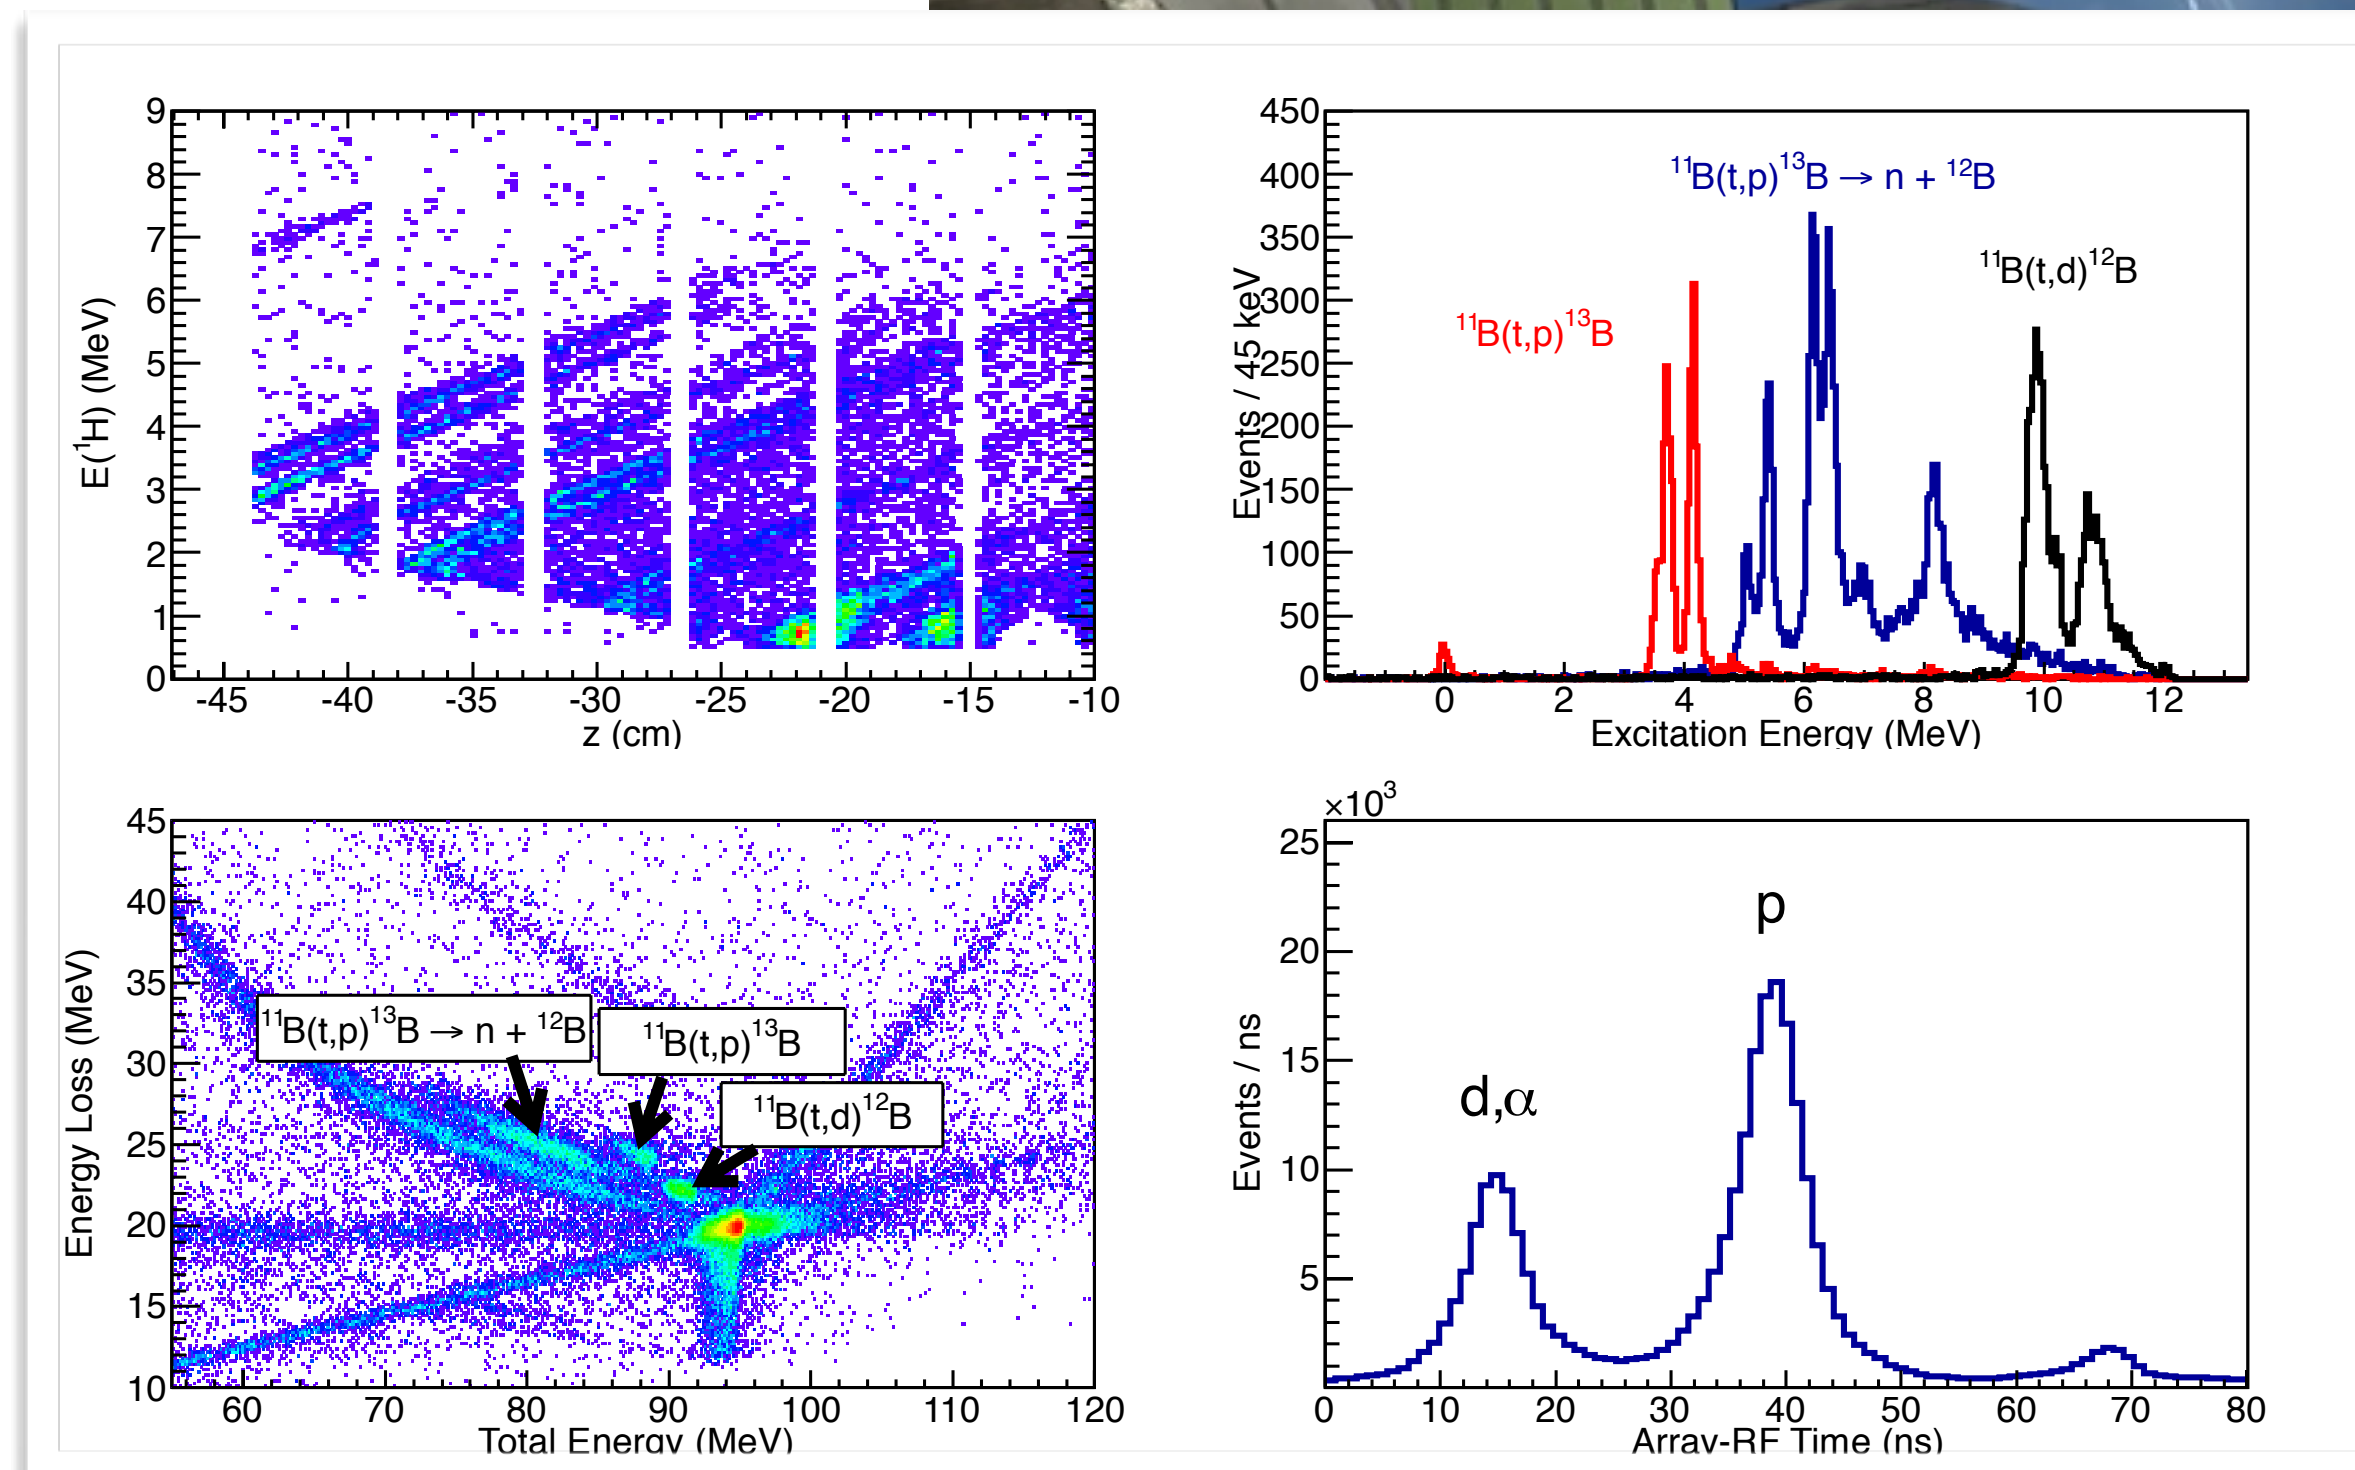 9
8
7
6
5
4
3
2
1
0
E(¹H) (MeV)
-45 -40 -35 -30 -25 -20 -15 -10
z (cm)
450
400
350
300
250
200
150
100
50
0
Events / 45 keV
¹¹B(t,p)¹³B → n + ¹²B
¹¹B(t,d)¹²B
¹¹B(t,p)¹³B
0 2 4 6 8 10 12
Excitation Energy (MeV)
45
40
35
30
25
20
15
10
Energy Loss (MeV)
¹¹B(t,p)¹³B → n + ¹²B
¹¹B(t,p)¹³B
¹¹B(t,d)¹²B
60 70 80 90 100 110 120
Total Energy (MeV)
×10³
25
20
15
10
5
Events / ns
p
d,α
0 10 20 30 40 50 60 70 80
Array-RF Time (ns)